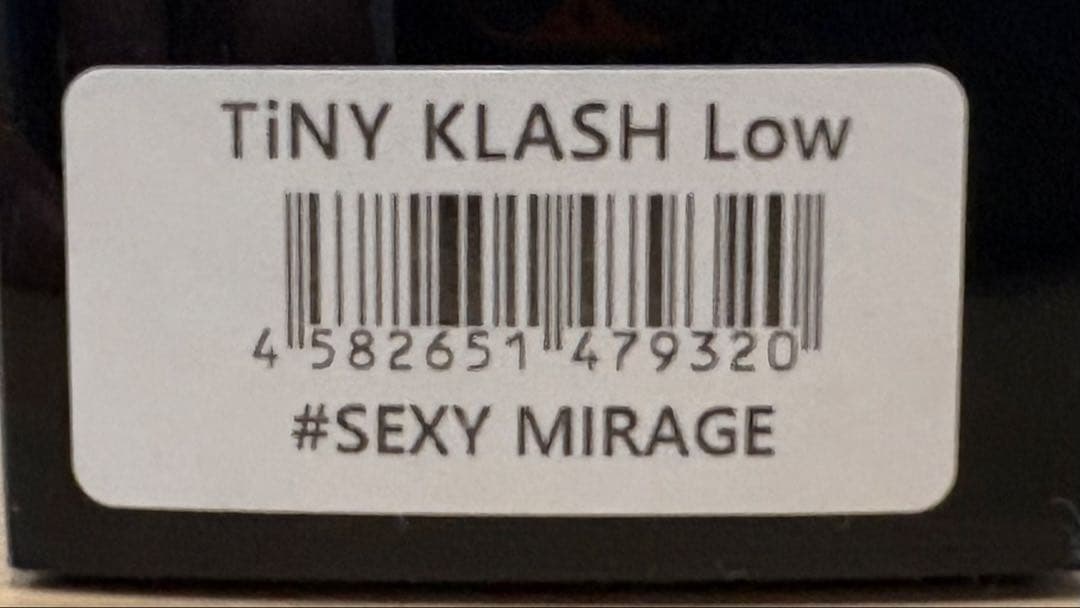 TiNY KLASH Low
4 582651 479320
#SEXY MIRAGE